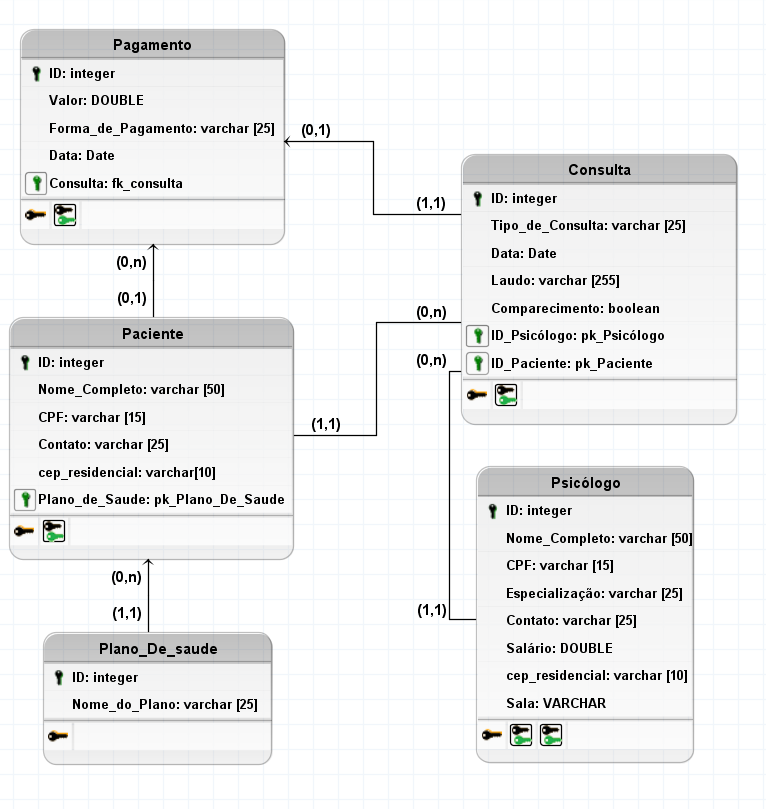 Pagamento
ID: integer
Valor: DOUBLE
Forma_de_Pagamento: varchar [25]
Data: Date
Consulta: fk_consulta
(0,1)
(1,1)
Consulta
ID: integer
Tipo_de_Consulta: varchar [25]
Data: Date
Laudo: varchar [255]
Comparecimento: boolean
ID_Psicólogo: pk_Psicólogo
ID_Paciente: pk_Paciente
(0,n)
(0,1)
(0,n)
(0,n)
(1,1)
Paciente
ID: integer
Nome_Completo: varchar [50]
CPF: varchar [15]
Contato: varchar [25]
cep_residencial: varchar[10]
Plano_de_Saude: pk_Plano_De_Saude
(0,n)
(1,1)
(1,1)
Psicólogo
ID: integer
Nome_Completo: varchar [50]
CPF: varchar [15]
Especialização: varchar [25]
Contato: varchar [25]
Salário: DOUBLE
cep_residencial: varchar [10]
Sala: VARCHAR
Plano_De_saude
ID: integer
Nome_do_Plano: varchar [25]